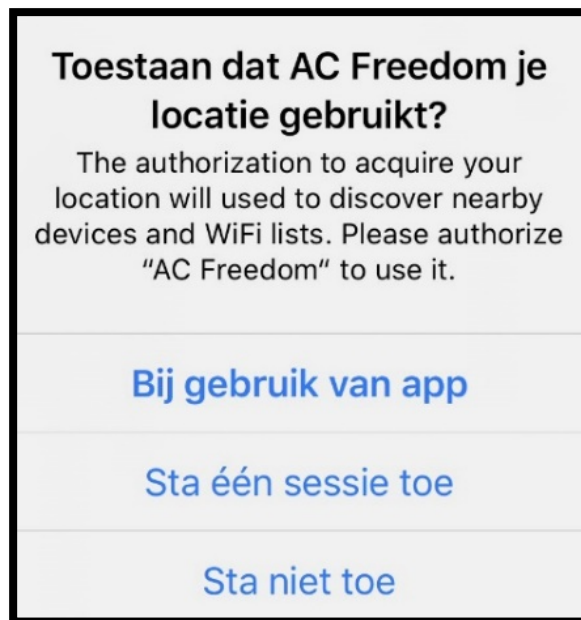 Toestaan dat AC Freedom je
locatie gebruikt?
The authorization to acquire your
location will used to discover nearby
devices and WiFi lists. Please authorize
“AC Freedom“ to use it.
Bij gebruik van app
Sta één sessie toe
Sta niet toe